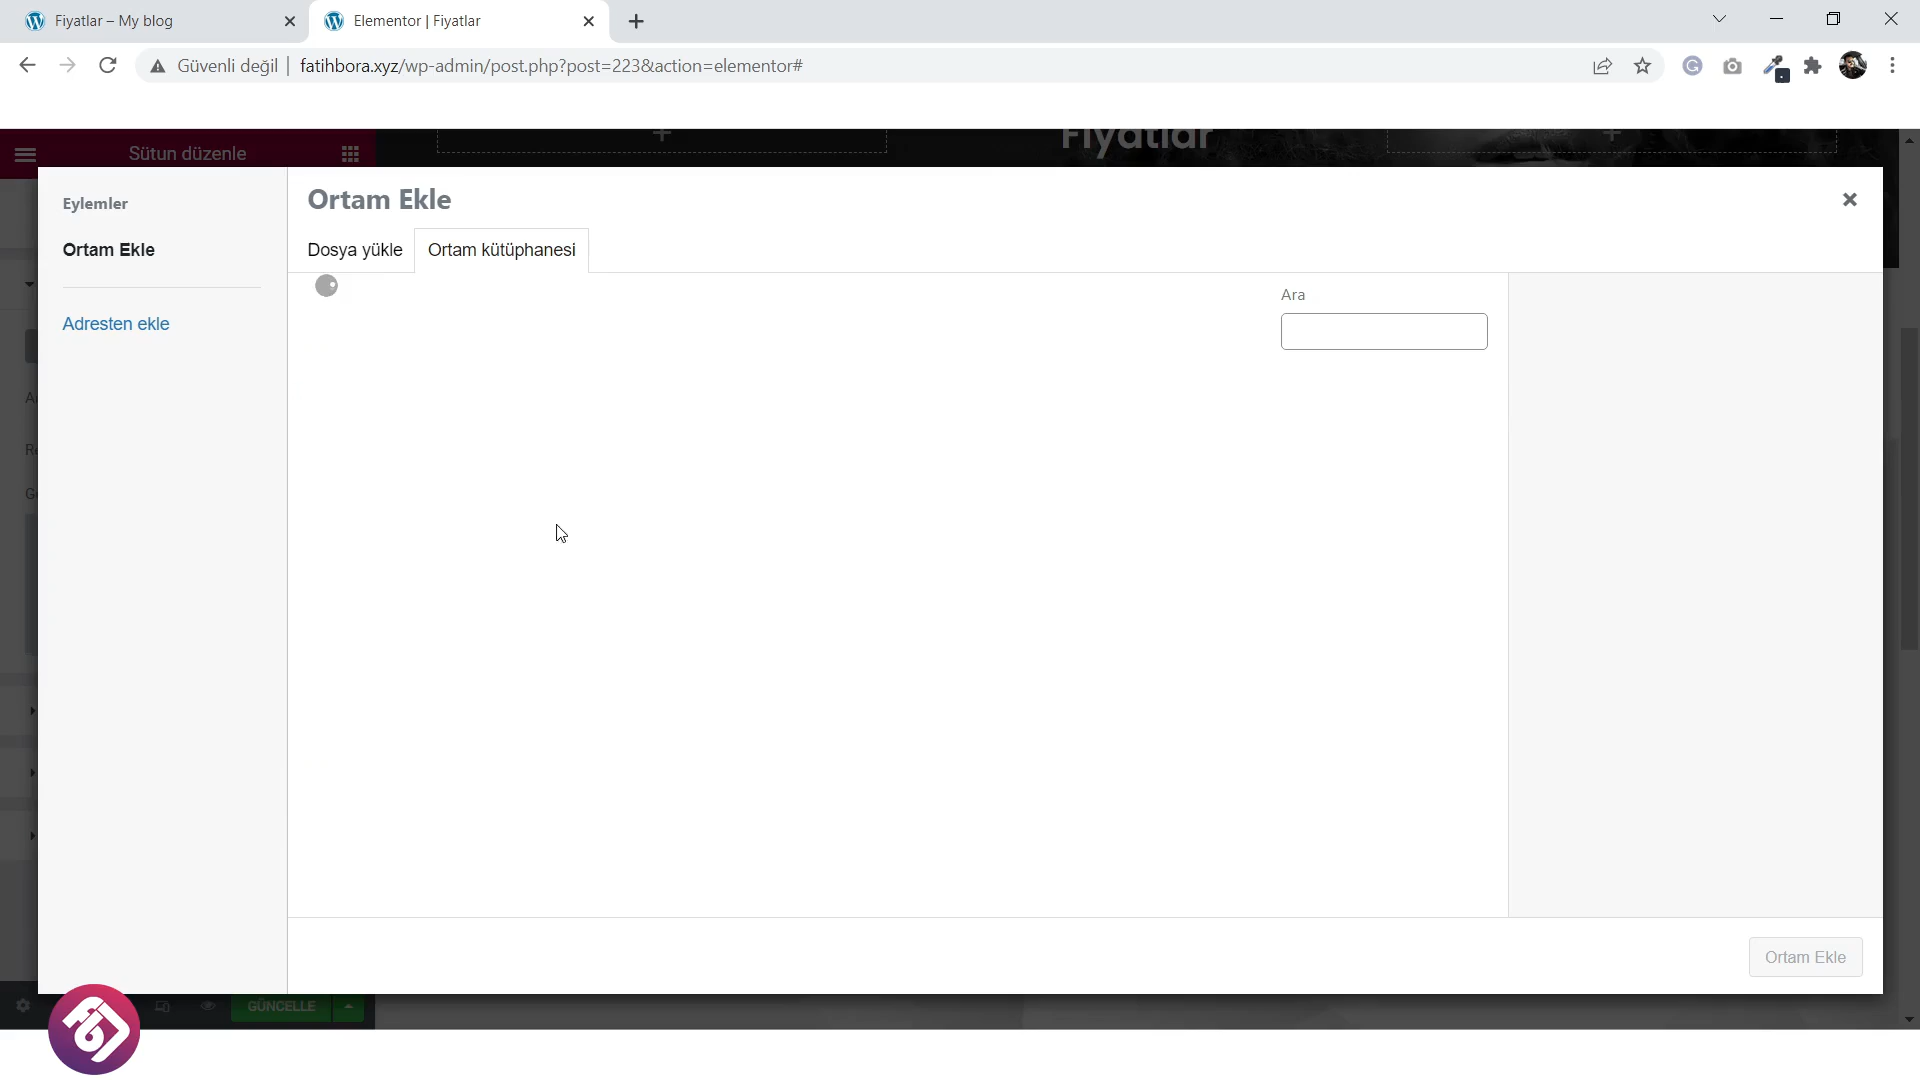 Fiyatlar – My blog
Elementor | Fiyatlar
Güvenli değil | fatihbora.xyz/wp-admin/post.php?post=223&action=elementor#
Sütun düzenle
Fiyatlar
Eylemler
Ortam Ekle
Adresten ekle
Ortam Ekle
Dosya yükle
Ortam kütüphanesi
Ara
Ortam Ekle
GÜNCELLE